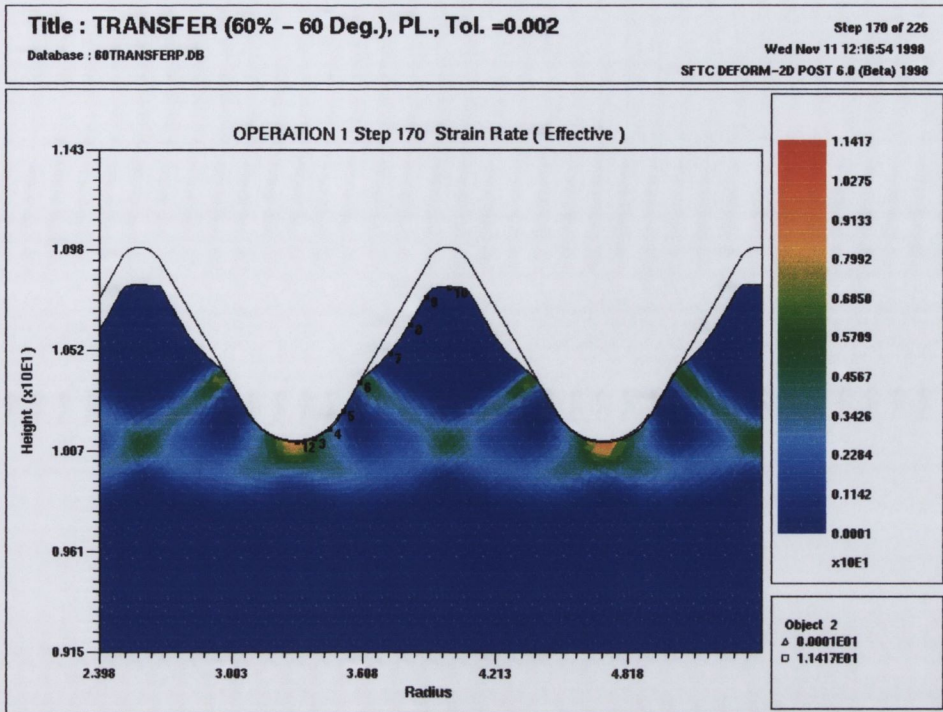 Title : TRANSFER (60% – 60 Deg.), PL., Tol. =0.002
Database : 60TRANSFERP.DB
Step 170 of 226
Wed Nov 11 12:16:54 1998
SFTC DEFORM-2D POST 6.0 (Beta) 1998
OPERATION 1 Step 170 Strain Rate ( Effective )
1.143
1.098
1.052
1.007
0.961
0.915
Height (x10E1)
2.398
3.003
3.608
4.213
4.818
Radius
10
9
8
7
6
5
4
12 3
1.1417
1.0275
0.9133
0.7992
0.6850
0.5709
0.4567
0.3426
0.2284
0.1142
0.0001
x10E1
Object 2
△ 0.0001E01
□ 1.1417E01